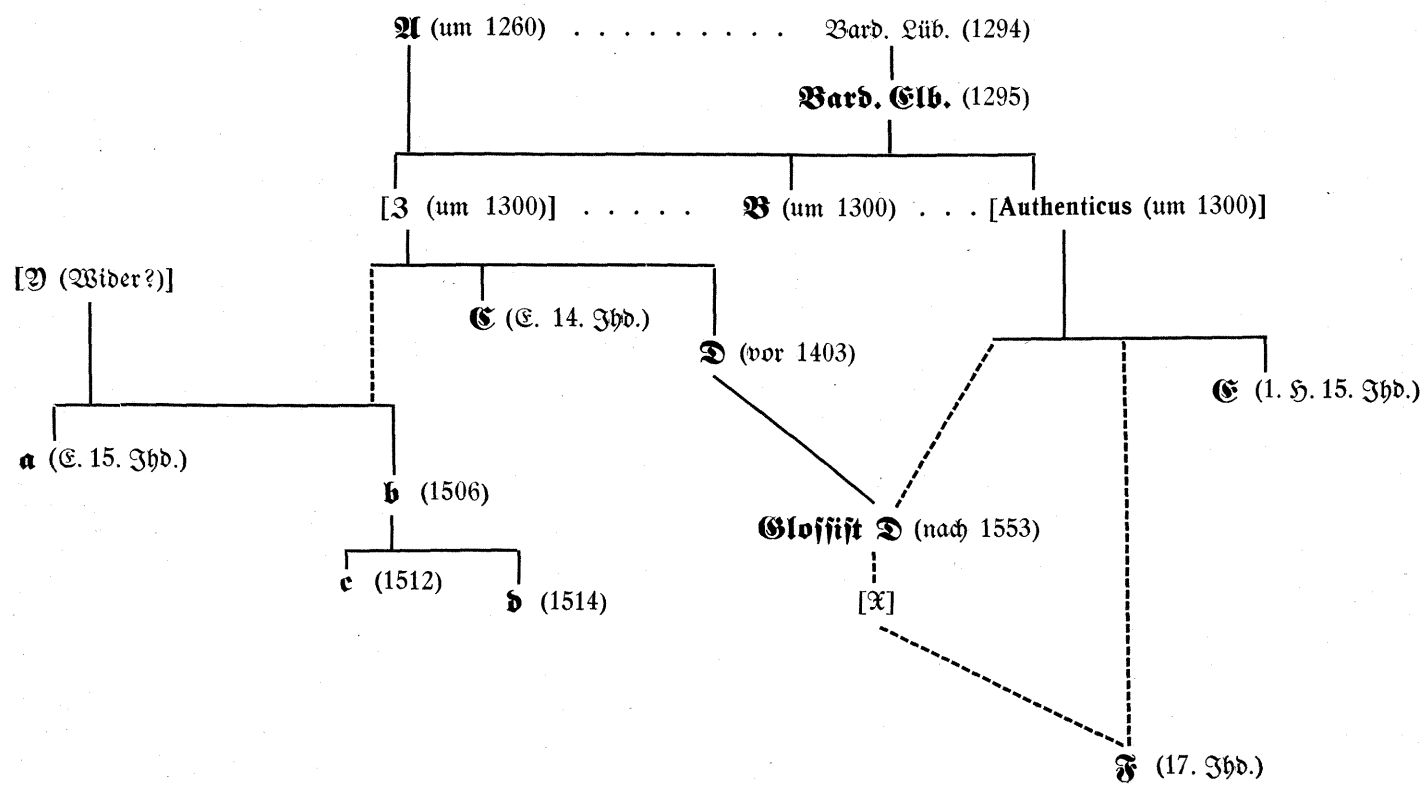 A (um 1260) . . . . . . . . . Bard. Lüb. (1294)
Bard. Elb. (1295)
[Z (um 1300)] . . . . . B (um 1300) . . . [Authenticus (um 1300)]
[Y (Wider?)]
C (E. 14. Jhd.)
D (vor 1403)
E (1. H. 15. Jhd.)
a (E. 15. Jhd.)
b (1506)
Glossist D (nach 1553)
c (1512)
d (1514)
[X]
F (17. Jhd.)